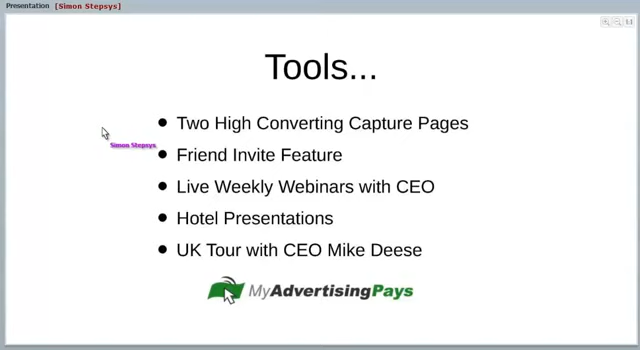 Presentation [Simon Stepsys]
Tools...
Two High Converting Capture Pages
Simon Stepsys
Friend Invite Feature
Live Weekly Webinars with CEO
Hotel Presentations
UK Tour with CEO Mike Deese
MyAdvertisingPays